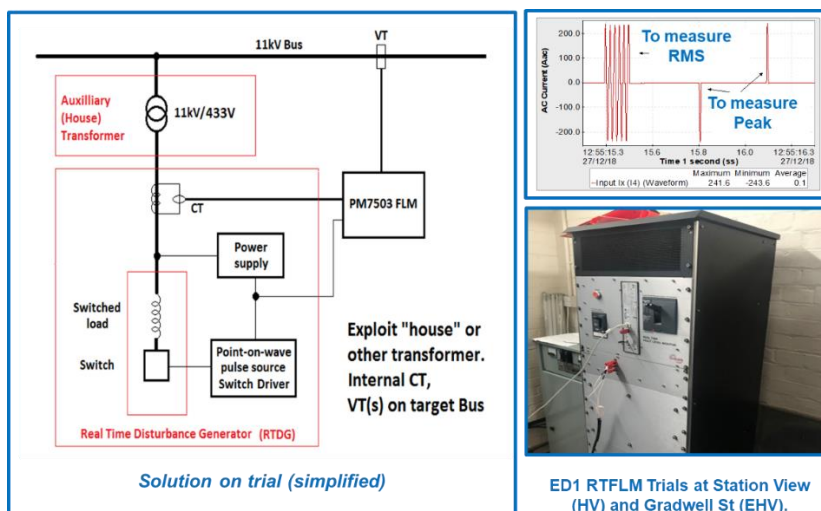 11kV Bus
VT
Auxilliary
(House)
Transformer
11kV/433V
CT
PM7503 FLM
Power
supply
Switched
load
Switch
Point-on-wave
pulse source
Switch Driver
Exploit "house" or
other transformer.
Internal CT,
VT(s) on target Bus
Real Time Disturbance Generator (RTDG)
Solution on trial (simplified)
AC Current (Adc)
200.0
100.0
0.0
-100.0
-200.0
To measure
RMS
To measure
Peak
12:55:15.3 15.6 15.8 16.0 12:55:16.3
27/12/18 Time 1 second (ss) 27/12/18
Maximum Minimum Average
Input Ix (I4) (Waveform) 241.6 -243.6 0.1
ED1 RTFLM Trials at Station View
(HV) and Gradwell St (EHV).